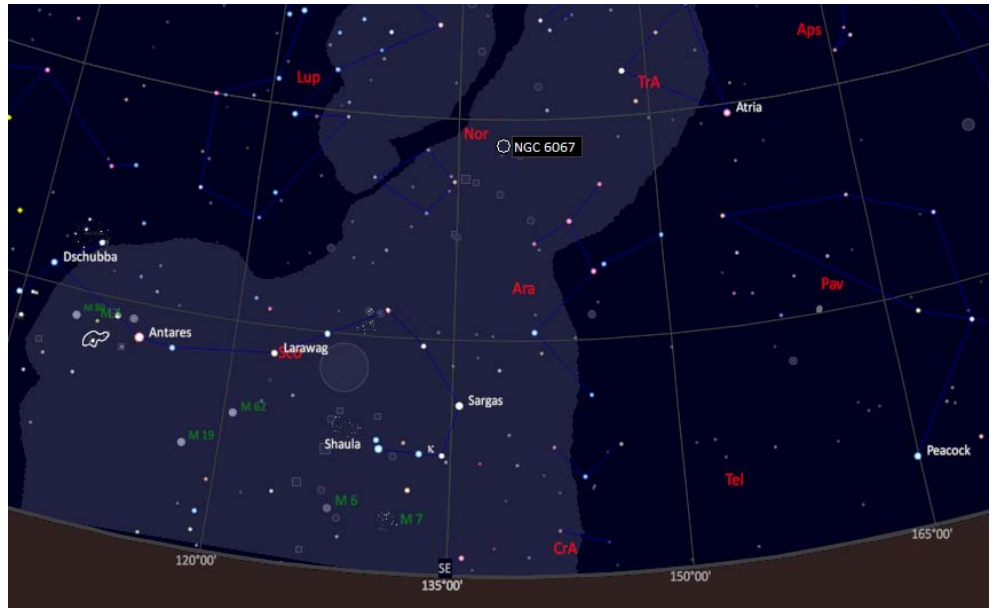 Aps
Lup
TrA
Atria
Nor
NGC 6067
Dschubba
Pav
Ara
M 80
Antares
Larawag
Sco
Sargas
M 62
M 19
Shaula
κ
Peacock
Tel
M 6
M 7
CrA
165°00'
120°00'
SE
150°00'
135°00'